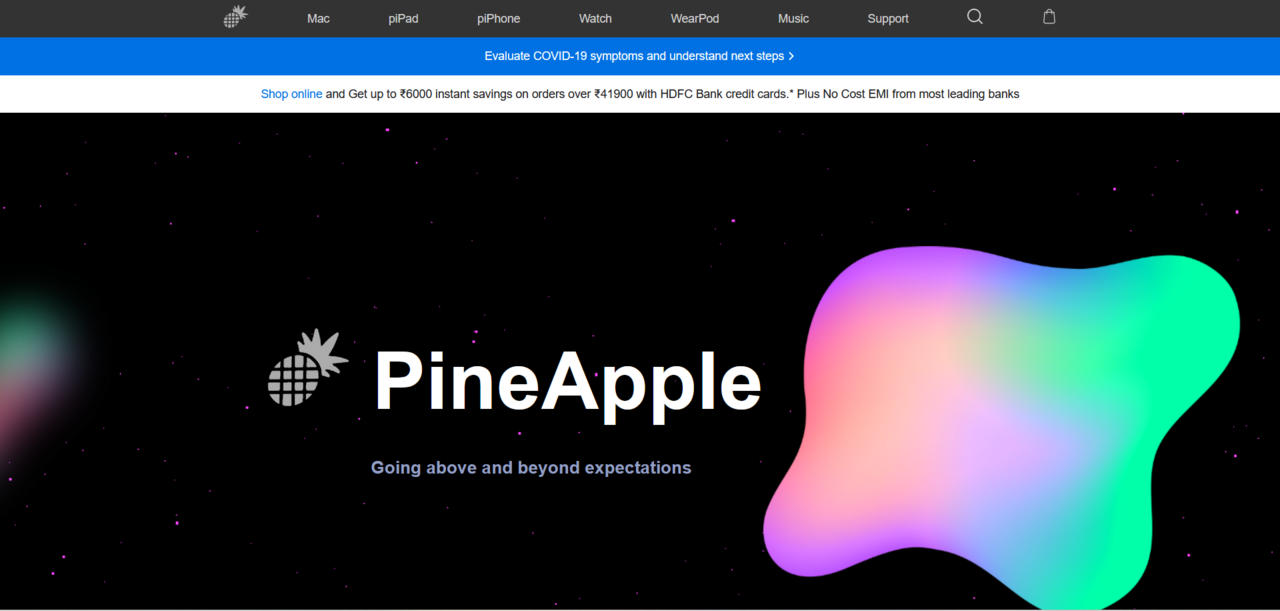 Mac piPad piPhone Watch WearPod Music Support
Evaluate COVID-19 symptoms and understand next steps >
Shop online and Get up to ₹6000 instant savings on orders over ₹41900 with HDFC Bank credit cards.* Plus No Cost EMI from most leading banks
PineApple
Going above and beyond expectations